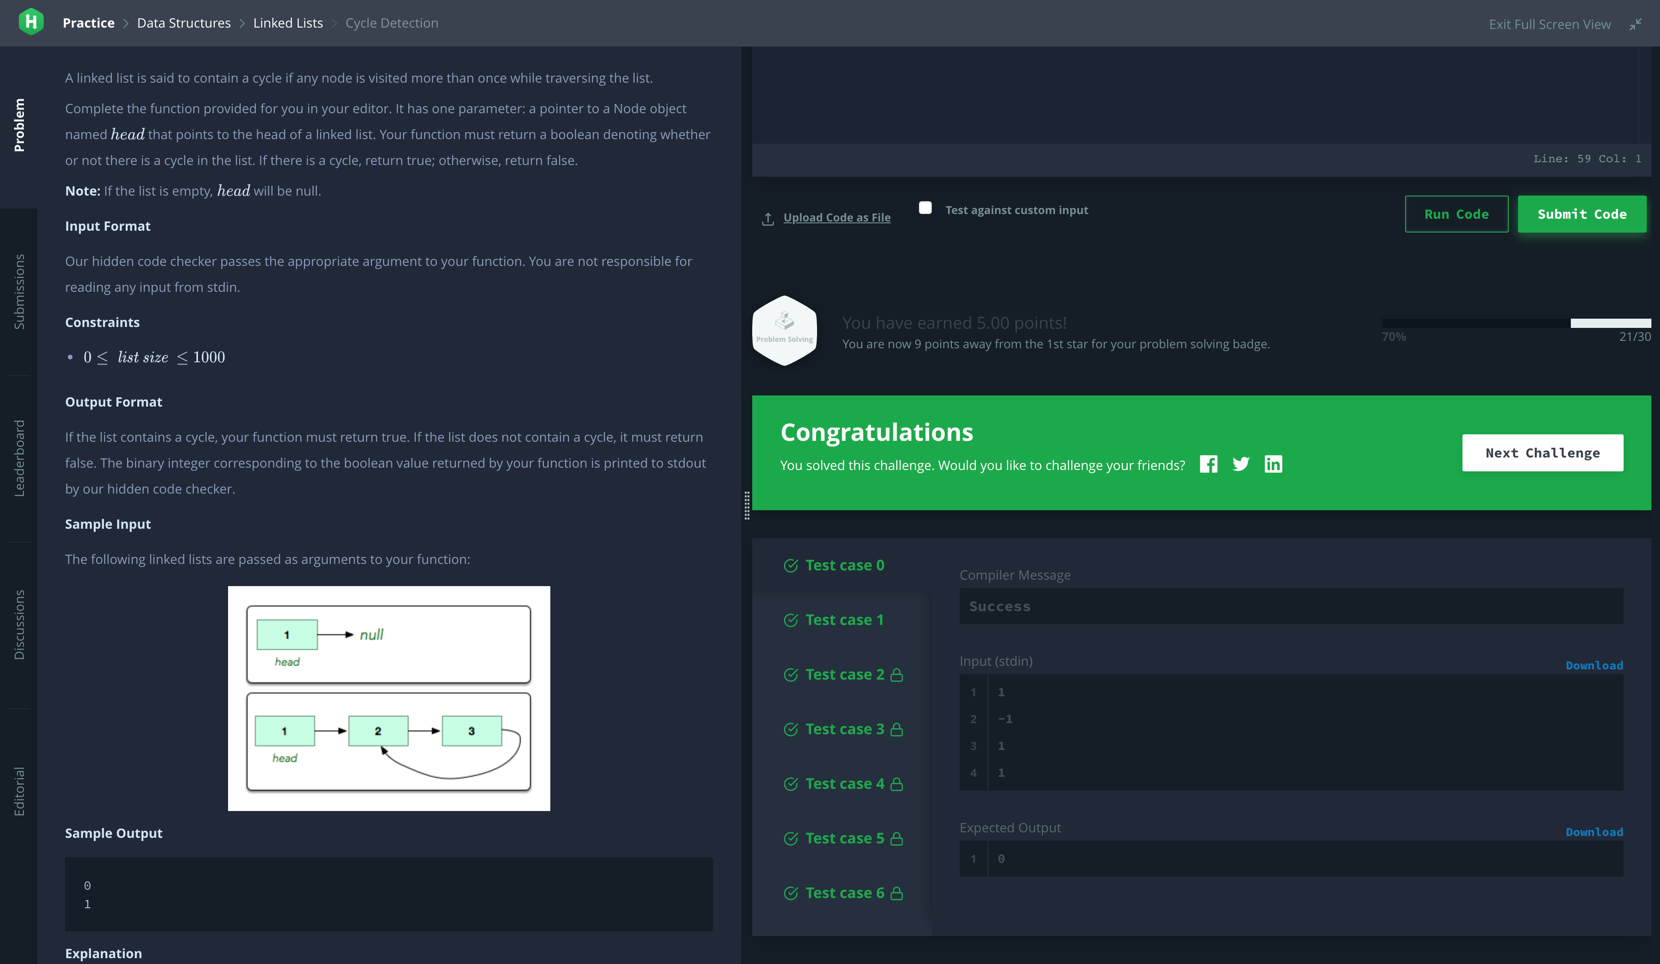 H
Practice > Data Structures > Linked Lists > Cycle Detection
Exit Full Screen View
Problem
Submissions
Leaderboard
Discussions
Editorial
A linked list is said to contain a cycle if any node is visited more than once while traversing the list.
Complete the function provided for you in your editor. It has one parameter: a pointer to a Node object
named head that points to the head of a linked list. Your function must return a boolean denoting whether
or not there is a cycle in the list. If there is a cycle, return true; otherwise, return false.
Note: If the list is empty, head will be null.
Input Format
Our hidden code checker passes the appropriate argument to your function. You are not responsible for
reading any input from stdin.
Constraints
• 0 ≤ list size ≤ 1000
Output Format
If the list contains a cycle, your function must return true. If the list does not contain a cycle, it must return
false. The binary integer corresponding to the boolean value returned by your function is printed to stdout
by our hidden code checker.
Sample Input
The following linked lists are passed as arguments to your function:
1 null
head
1 2 3
head
Sample Output
0
1
Explanation
Line: 59 Col: 1
Upload Code as File
Test against custom input
Run Code
Submit Code
Problem Solving
You have earned 5.00 points!
You are now 9 points away from the 1st star for your problem solving badge.
70% 21/30
Congratulations
You solved this challenge. Would you like to challenge your friends?
Next Challenge
Test case 0
Test case 1
Test case 2
Test case 3
Test case 4
Test case 5
Test case 6
Compiler Message
Success
Input (stdin)
Download
1 1
2 -1
3 1
4 1
Expected Output
Download
1 0